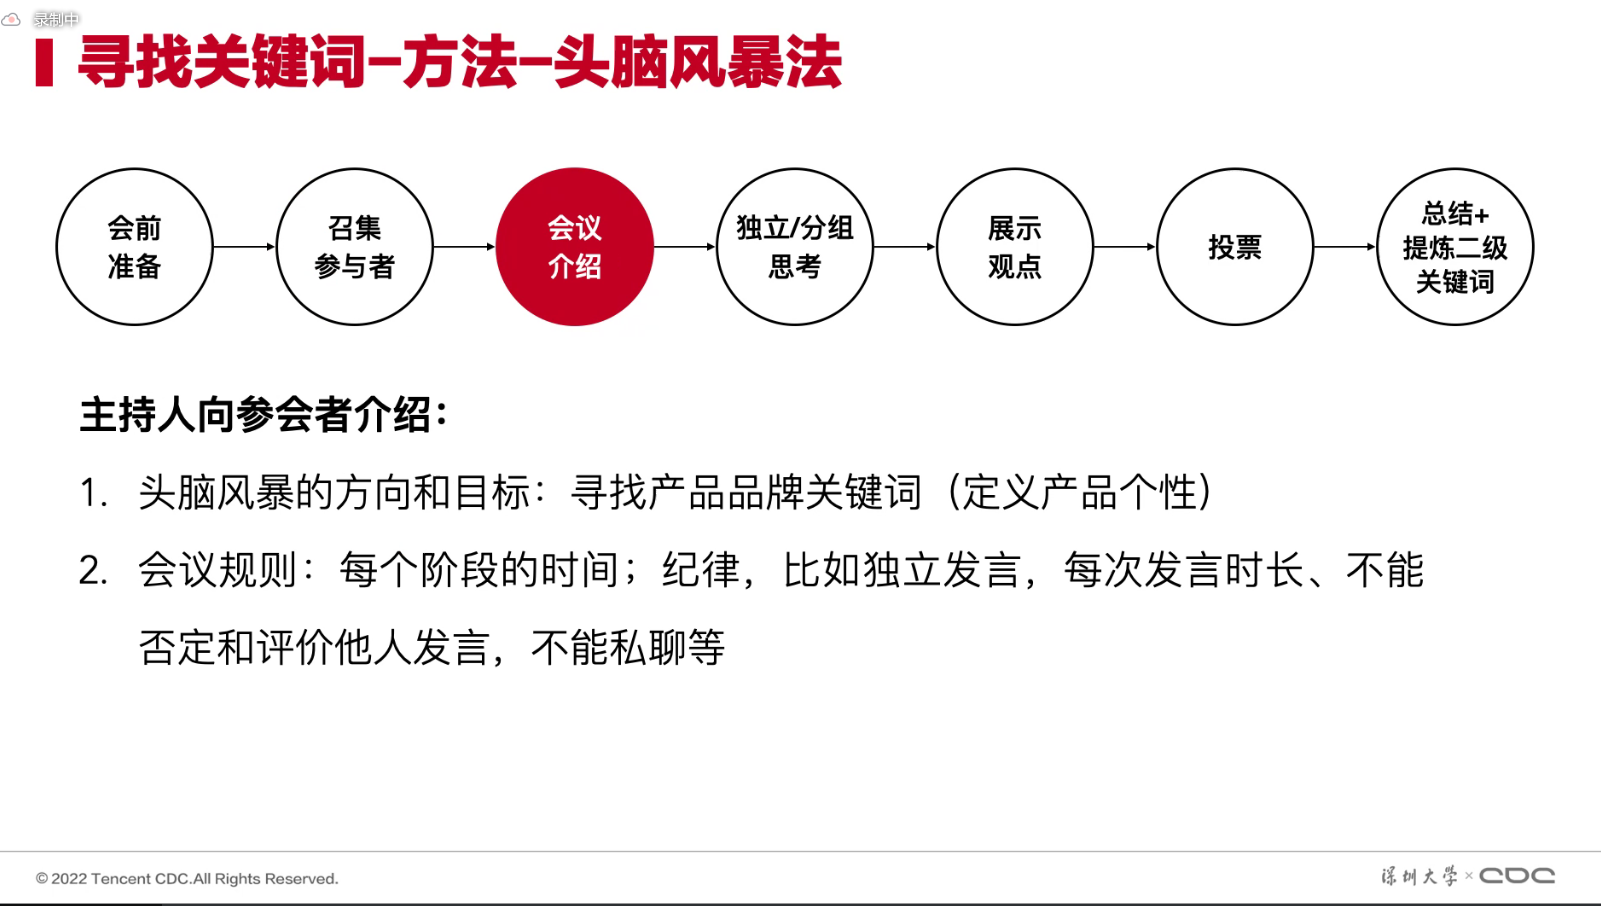 录制中
寻找关键词-方法-头脑风暴法
会前
准备
召集
参与者
会议
介绍
独立/分组
思考
展示
观点
投票
总结+
提炼二级
关键词
主持人向参会者介绍：
1. 头脑风暴的方向和目标：寻找产品品牌关键词（定义产品个性）
2. 会议规则：每个阶段的时间；纪律，比如独立发言，每次发言时长、不能
否定和评价他人发言，不能私聊等
© 2022 Tencent CDC.All Rights Reserved.
深圳大学 × CDC